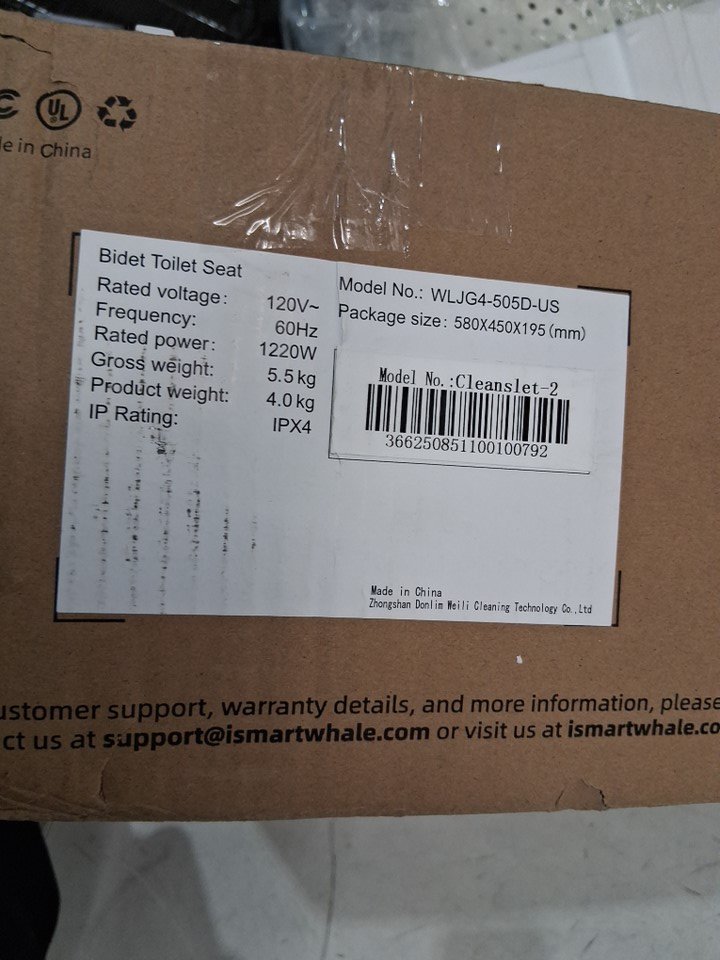 C UL
e in China
Bidet Toilet Seat
Rated voltage: 120V~
Frequency: 60Hz
Rated power: 1220W
Gross weight: 5.5kg
Product weight: 4.0kg
IP Rating: IPX4
Model No.: WLJG4-505D-US
Package size: 580X450X195(mm)
Model No.:Cleanslet-2
366250851100100792
Made in China
Zhongshan Donlim Weili Cleaning Technology Co.,Ltd
ustomer support, warranty details, and more information, please
ct us at support@ismartwhale.com or visit us at ismartwhale.co